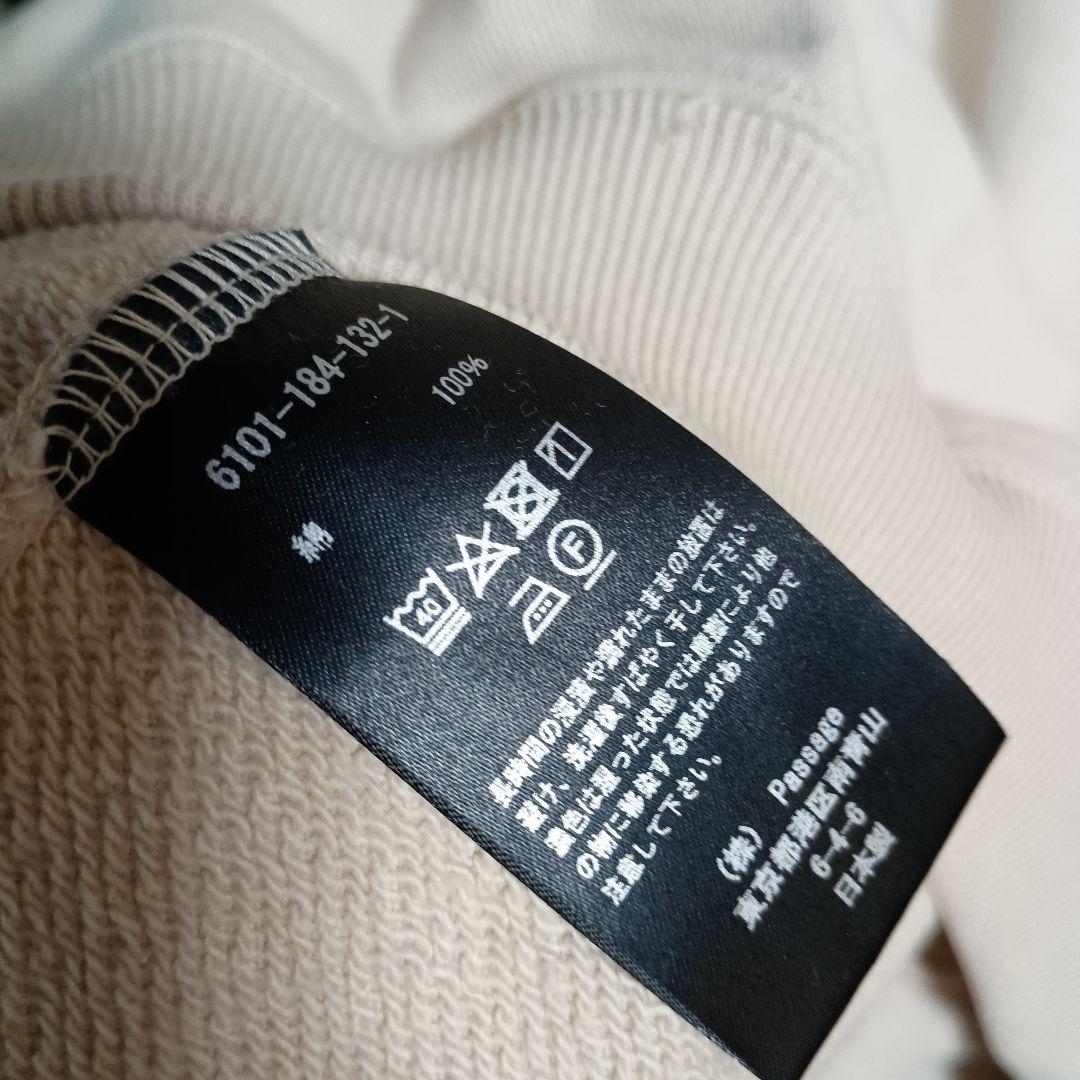 6101-184-132-1
綿 100%
40
F
長時間の浸漬や濡れたままの放置は
避け、洗濯後すばやく干して下さい。
濃色は湿った状態では摩擦により他
の物に移染する恐れがありますので
注意して下さい。
(株) Passage
東京都港区南青山
6-4-6
日本製